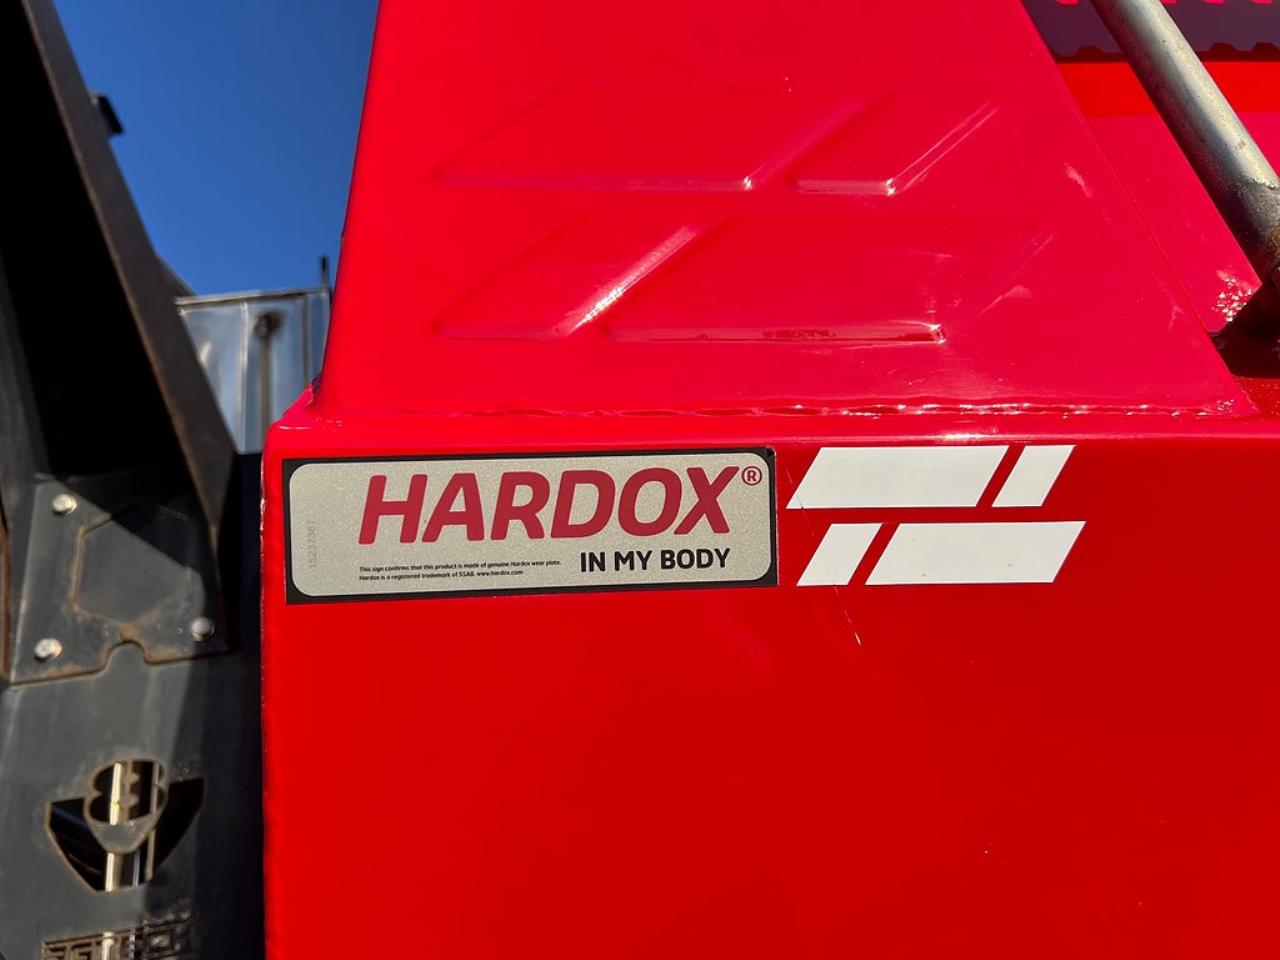 HARDOX®
IN MY BODY
This sign confirms that this product is made of genuine Hardox wear plate.
Hardox is a registered trademark of SSAB. www.hardox.com